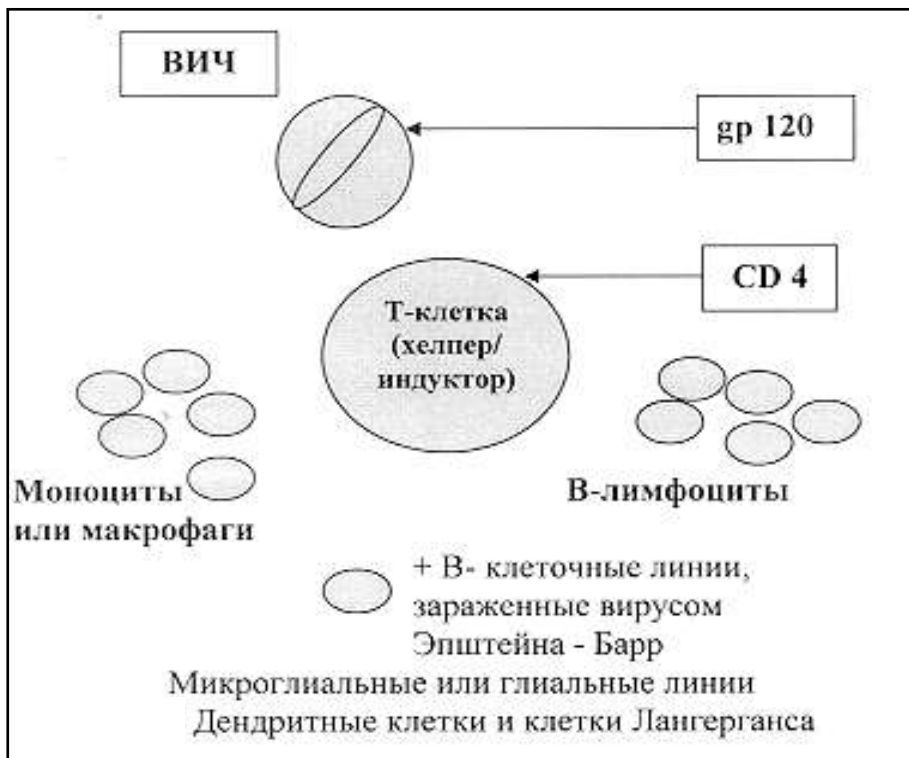 ВИЧ
gp 120
CD 4
Т-клетка
(хелпер/
индуктор)
Моноциты
или макрофаги
В-лимфоциты
+ В- клеточные линии,
зараженные вирусом
Эпштейна - Барр
Микроглиальные или глиальные линии
Дендритные клетки и клетки Лангерганса